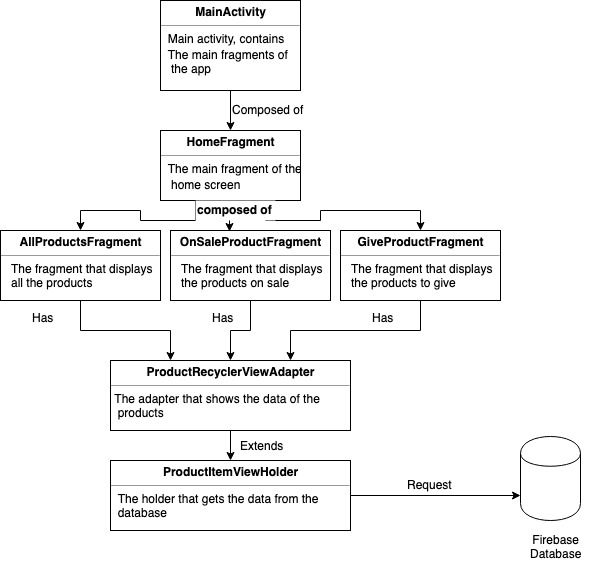 MainActivity
Main activity, contains
The main fragments of
the app
Composed of
HomeFragment
The main fragment of the
home screen
composed of
AllProductsFragment
The fragment that displays
all the products
OnSaleProductFragment
The fragment that displays
the products on sale
GiveProductFragment
The fragment that displays
the products to give
Has
Has
Has
ProductRecyclerViewAdapter
The adapter that shows the data of the
products
Extends
ProductItemViewHolder
The holder that gets the data from the
database
Request
Firebase
Database